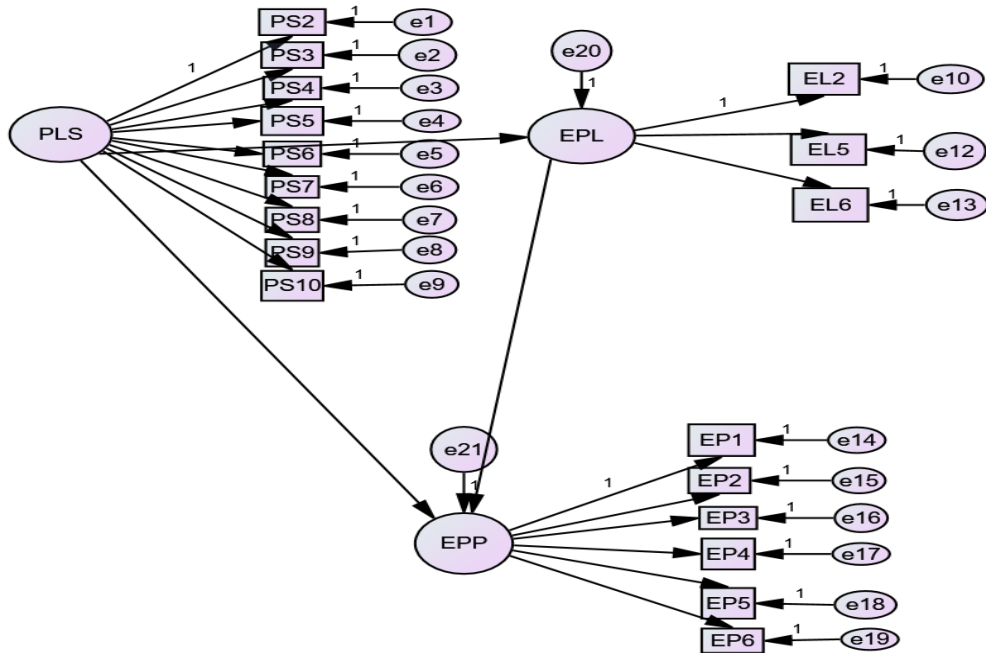 PS2
1
e1
PS3
1
e2
PS4
1
e3
PS5
1
e4
PS6
1
e5
PS7
1
e6
PS8
1
e7
PS9
1
e8
PS10
1
e9
1
PLS
e20
1
EPL
1
EL2
1
e10
EL5
1
e12
EL6
1
e13
e21
1
EPP
1
EP1
1
e14
EP2
1
e15
EP3
1
e16
EP4
1
e17
EP5
1
e18
EP6
1
e19